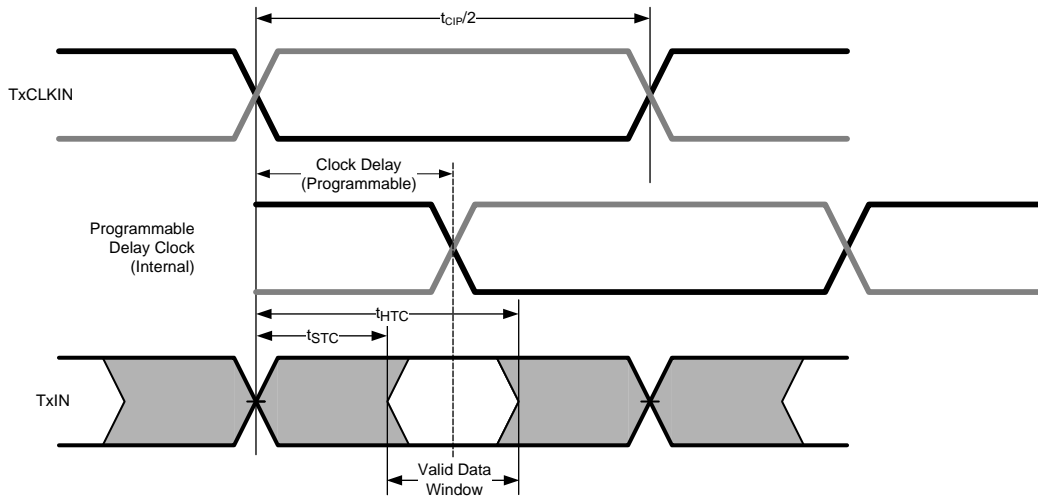 tCIP/2
TxCLKIN
Clock Delay
(Programmable)
Programmable
Delay Clock
(Internal)
tHTC
tSTC
TxIN
Valid Data
Window